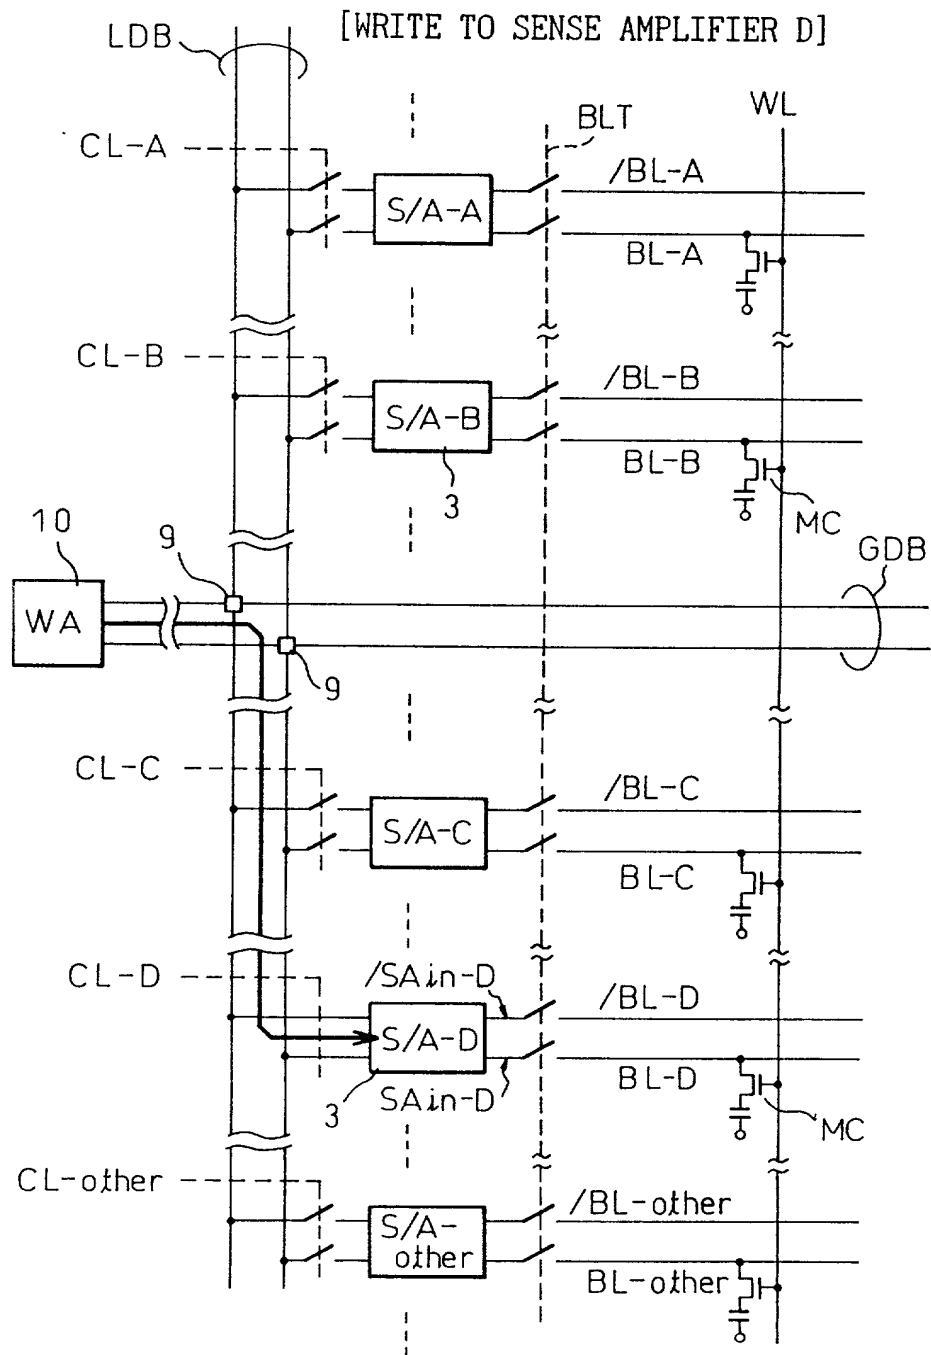 [WRITE TO SENSE AMPLIFIER D]
LDB
WL
BLT
CL-A
/BL-A
S/A-A
BL-A
CL-B
/BL-B
S/A-B
BL-B
3
MC
10
9
GDB
WA
9
CL-C
/BL-C
S/A-C
BL-C
CL-D
/SAin-D
/BL-D
S/A-D
BL-D
3
SAin-D
MC
CL-other
/BL-other
S/A-
other
BL-other